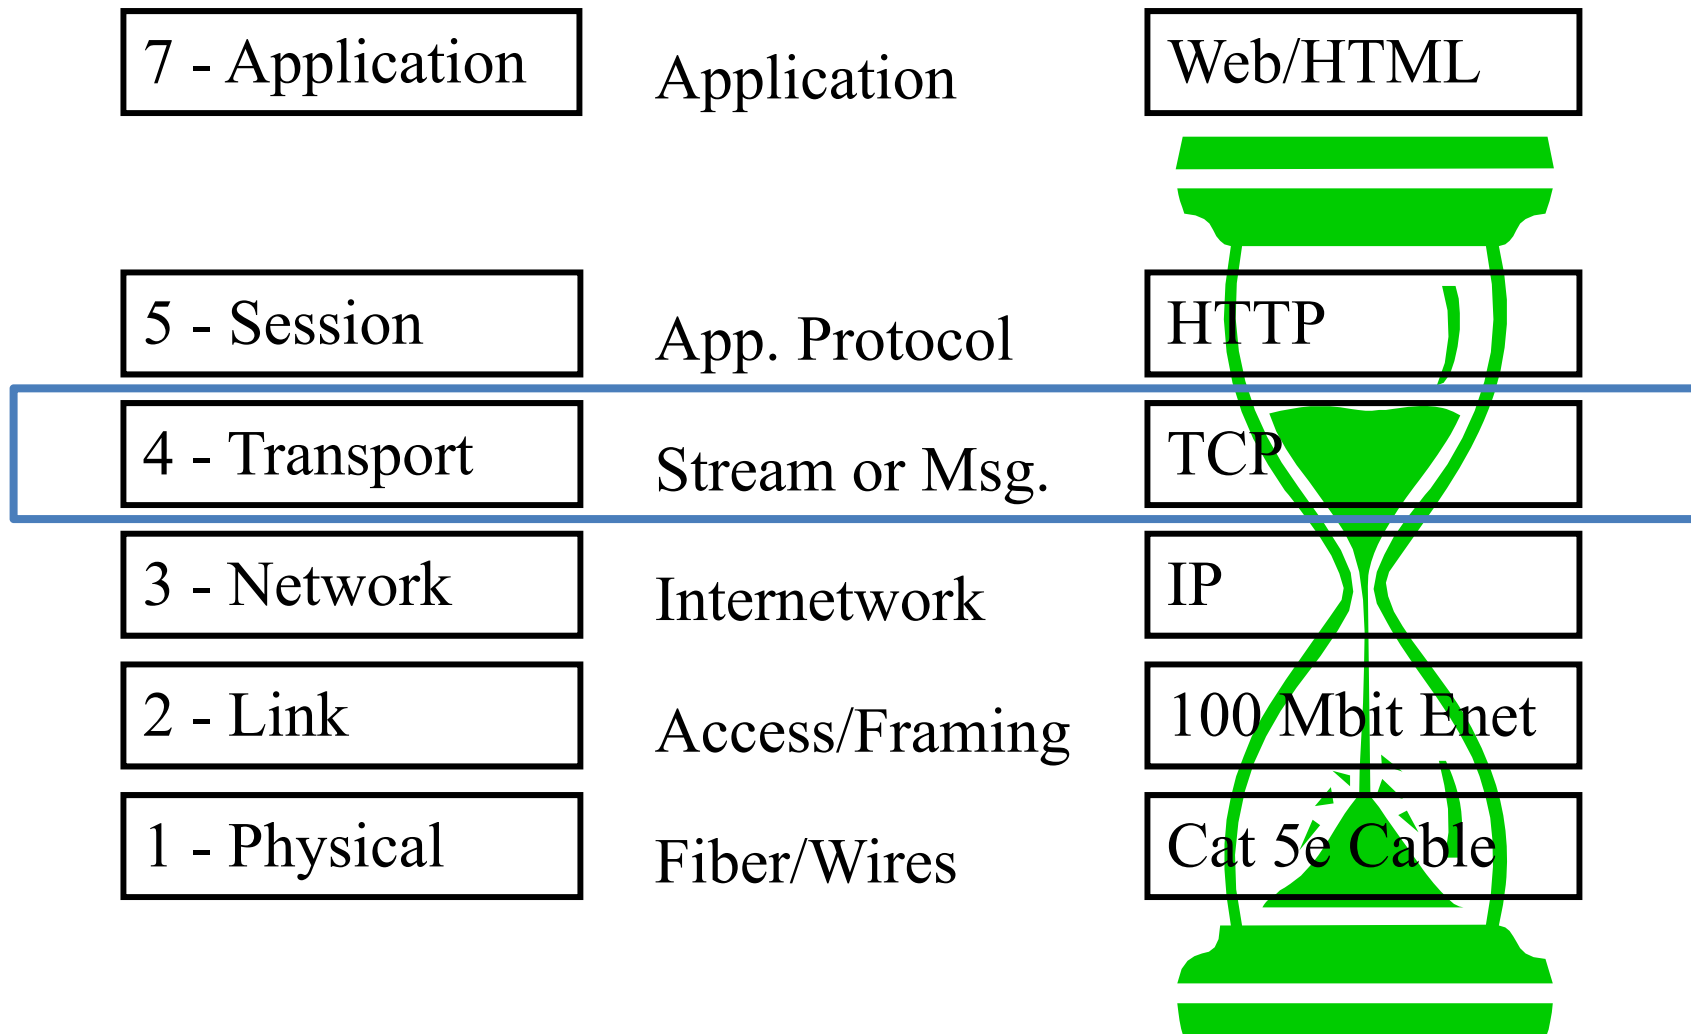 7 - Application Application Web/HTML
5 - Session App. Protocol HTTP
4 - Transport Stream or Msg. TCP
3 - Network Internetwork IP
2 - Link Access/Framing 100 Mbit Enet
1 - Physical Fiber/Wires Cat 5e Cable